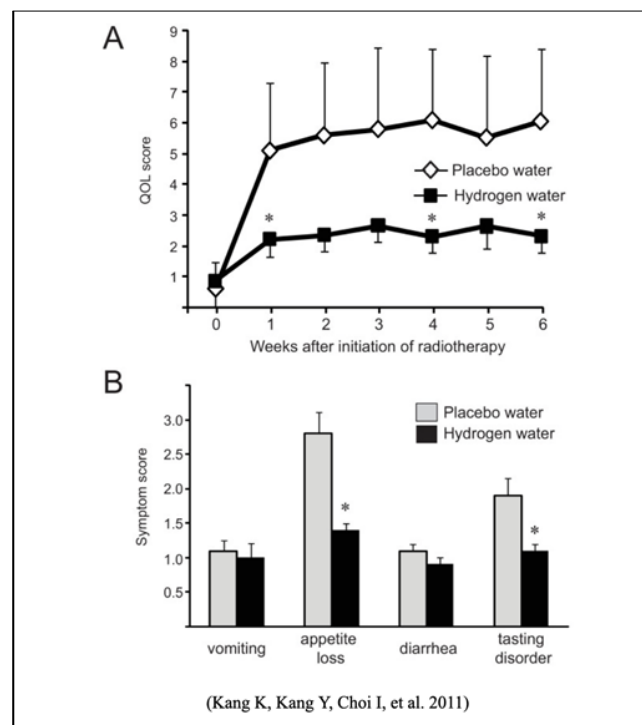 A
9
8
7
6
5
4
3
2
1
QOL score
Placebo water
Hydrogen water
*
*
*
0 1 2 3 4 5 6
Weeks after initiation of radiotherapy
B
3.0
2.5
2.0
1.5
1.0
0.5
Symptom score
Placebo water
Hydrogen water
*
*
vomiting appetite loss diarrhea tasting disorder
(Kang K, Kang Y, Choi I, et al. 2011)